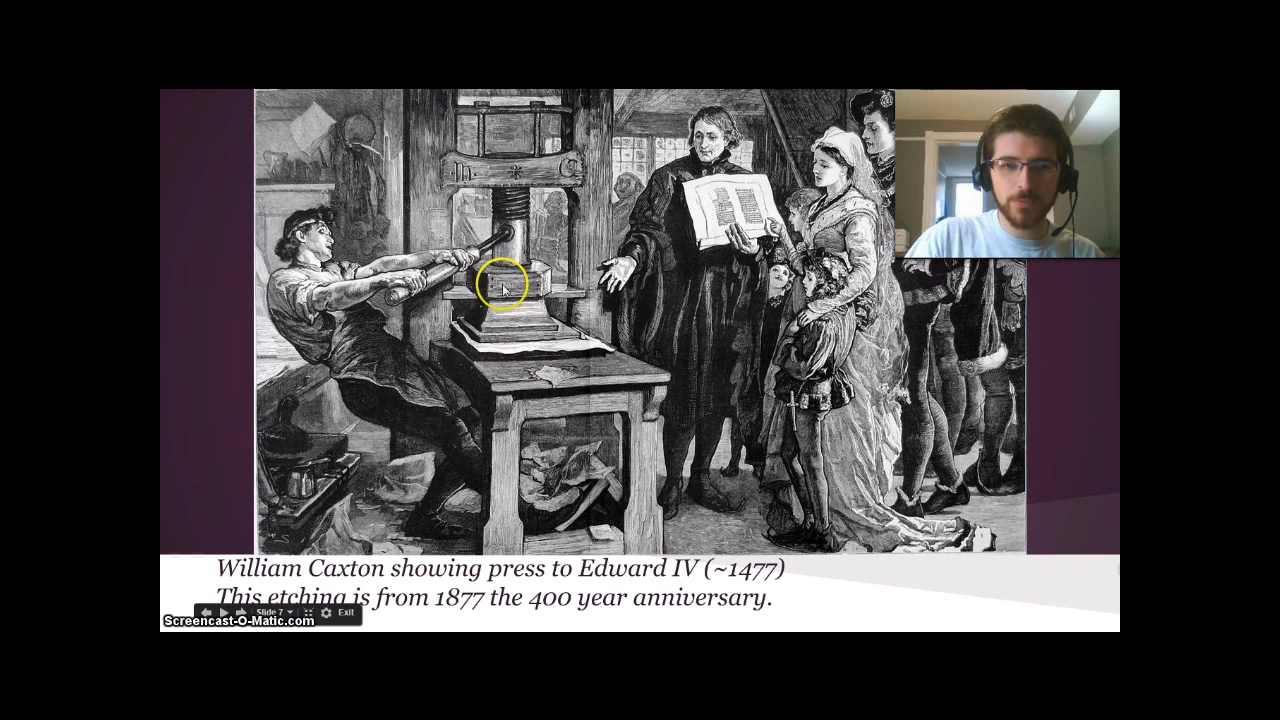 William Caxton showing press to Edward IV (~1477)
This etching is from 1877 the 400 year anniversary.
Slide 7 Exit
Screencast-O-Matic.com